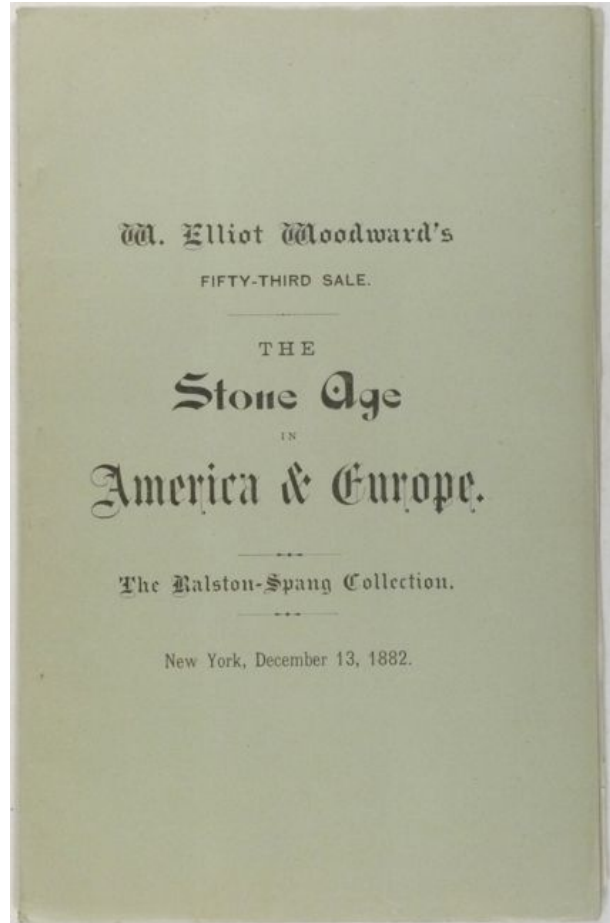 W. Elliot Woodward's
FIFTY-THIRD SALE.
THE
Stone Age
IN
America & Europe.
The Ralston-Spang Collection.
New York, December 13, 1882.